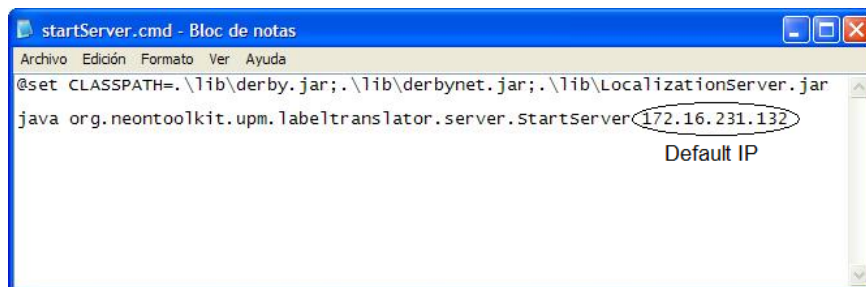 startServer.cmd - Bloc de notas
Archivo Edición Formato Ver Ayuda
@set CLASSPATH=.\lib\derby.jar;.\lib\derbynet.jar;.\lib\LocalizationServer.jar
java org.neontoolkit.upm.labeltranslator.server.StartServer 172.16.231.132
Default IP